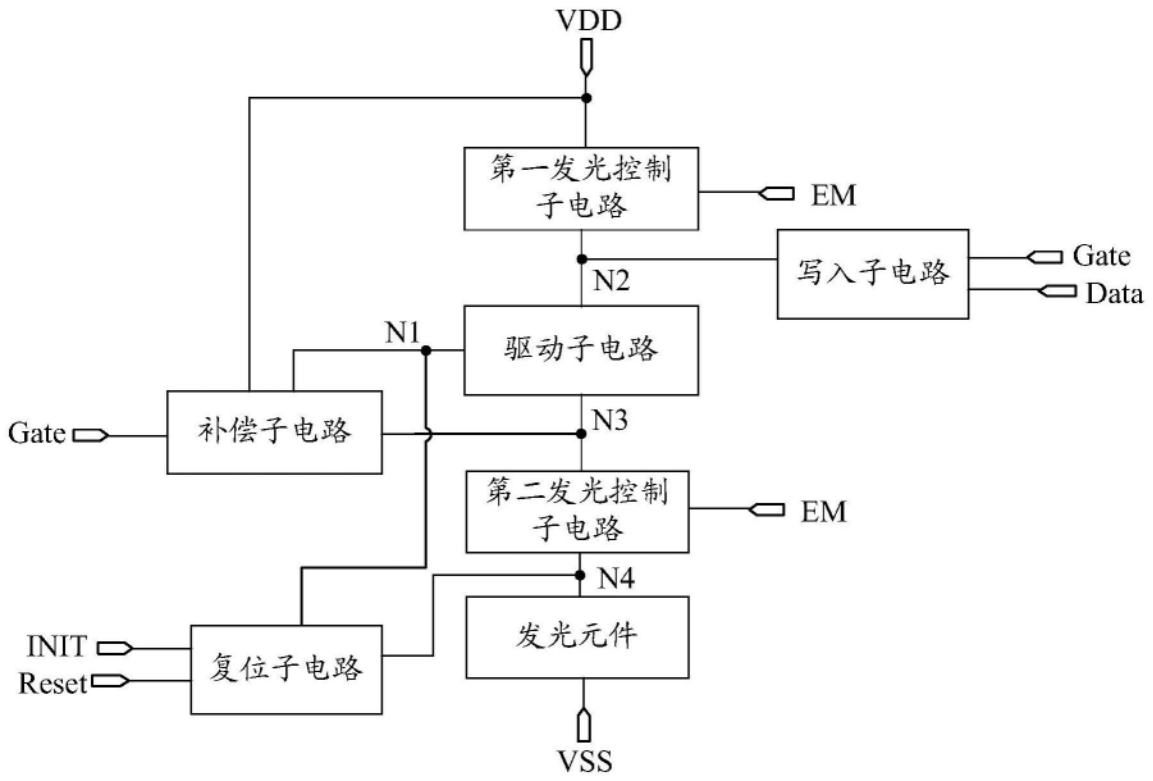 VDD
第一发光控制
子电路
EM
写入子电路
Gate
Data
N2
N1
驱动子电路
Gate
补偿子电路
N3
第二发光控制
子电路
EM
N4
INIT
Reset
复位子电路
发光元件
VSS